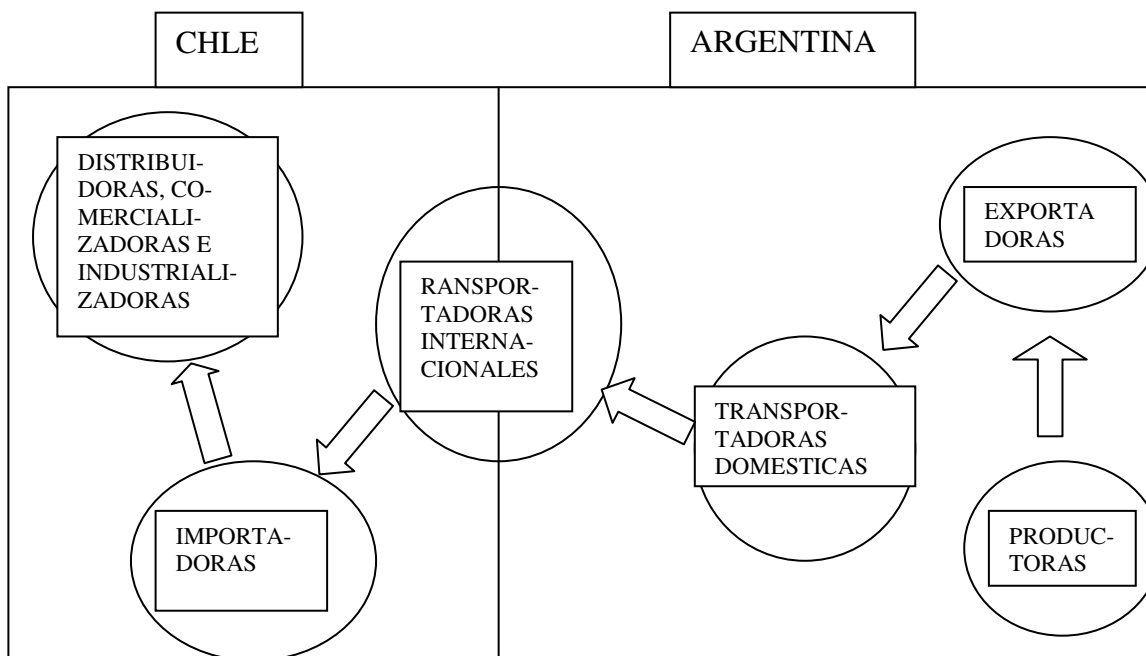 CHLE
ARGENTINA
DISTRIBUI-
DORAS, CO-
MERCIALI-
ZADORAS E
INDUSTRIALI-
ZADORAS
RANSPOR-
TADORAS
INTERNA-
CIONALES
EXPORTA
DORAS
TRANSPOR-
TADORAS
DOMESTICAS
IMPORTA-
DORAS
PRODUC-
TORAS